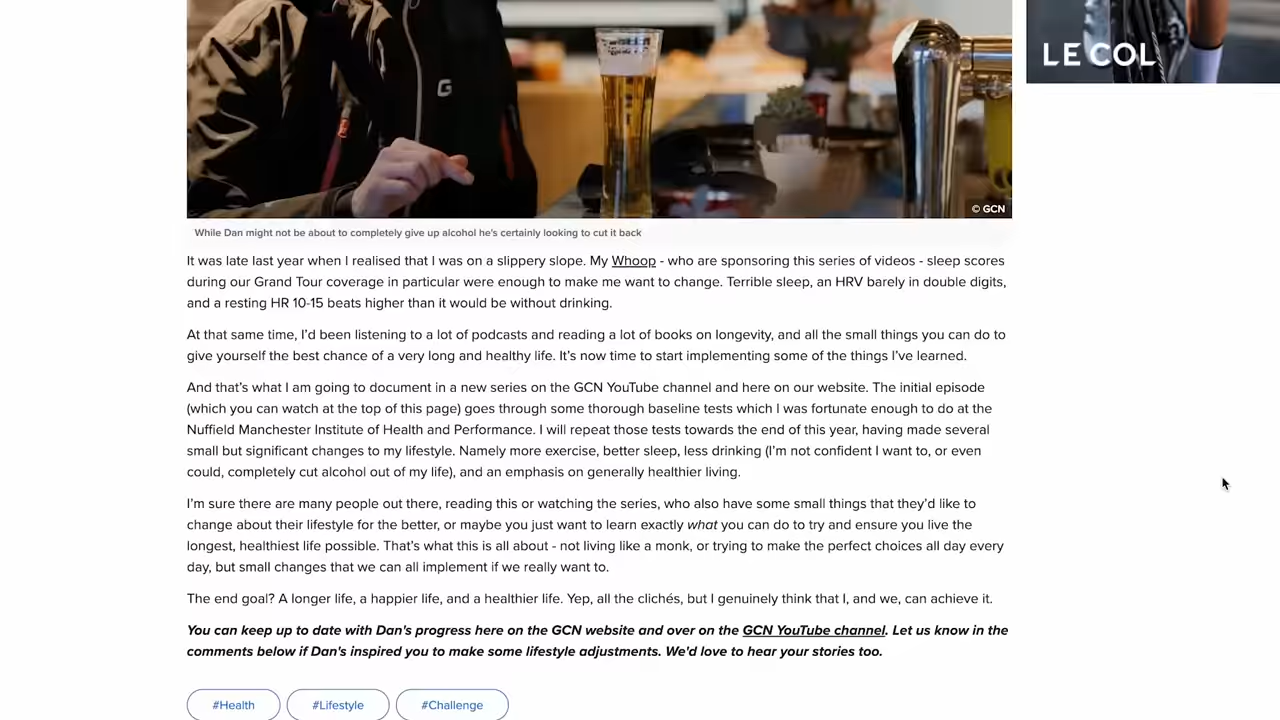 G
LE COL
© GCN
While Dan might not be about to completely give up alcohol he's certainly looking to cut it back
It was late last year when I realised that I was on a slippery slope. My Whoop - who are sponsoring this series of videos - sleep scores
during our Grand Tour coverage in particular were enough to make me want to change. Terrible sleep, an HRV barely in double digits,
and a resting HR 10-15 beats higher than it would be without drinking.
At that same time, I’d been listening to a lot of podcasts and reading a lot of books on longevity, and all the small things you can do to
give yourself the best chance of a very long and healthy life. It’s now time to start implementing some of the things I’ve learned.
And that’s what I am going to document in a new series on the GCN YouTube channel and here on our website. The initial episode
(which you can watch at the top of this page) goes through some thorough baseline tests which I was fortunate enough to do at the
Nuffield Manchester Institute of Health and Performance. I will repeat those tests towards the end of this year, having made several
small but significant changes to my lifestyle. Namely more exercise, better sleep, less drinking (I’m not confident I want to, or even
could, completely cut alcohol out of my life), and an emphasis on generally healthier living.
I’m sure there are many people out there, reading this or watching the series, who also have some small things that they’d like to
change about their lifestyle for the better, or maybe you just want to learn exactly what you can do to try and ensure you live the
longest, healthiest life possible. That’s what this is all about - not living like a monk, or trying to make the perfect choices all day every
day, but small changes that we can all implement if we really want to.
The end goal? A longer life, a happier life, and a healthier life. Yep, all the clichés, but I genuinely think that I, and we, can achieve it.
You can keep up to date with Dan's progress here on the GCN website and over on the GCN YouTube channel. Let us know in the
comments below if Dan's inspired you to make some lifestyle adjustments. We'd love to hear your stories too.
#Health #Lifestyle #Challenge